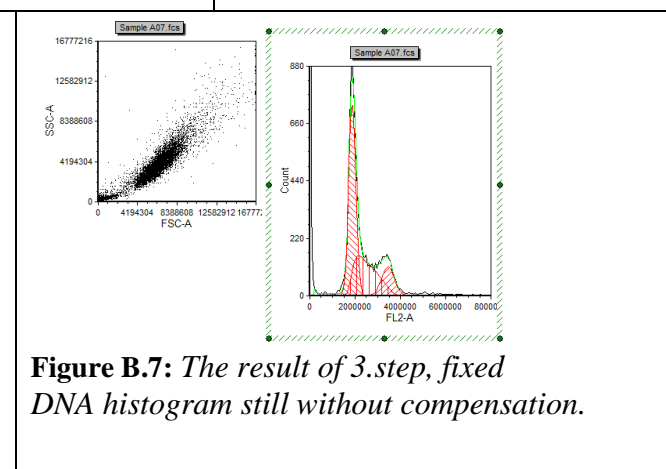 Sample A07.fcs
16777216
12582912
8388608
4194304
0
SSC-A
0 4194304 8388608 12582912 16777
FSC-A
Sample A07.fcs
880
660
440
220
0
Count
0 2000000 4000000 6000000 80000
FL2-A
Figure B.7: The result of 3.step, fixed
DNA histogram still without compensation.